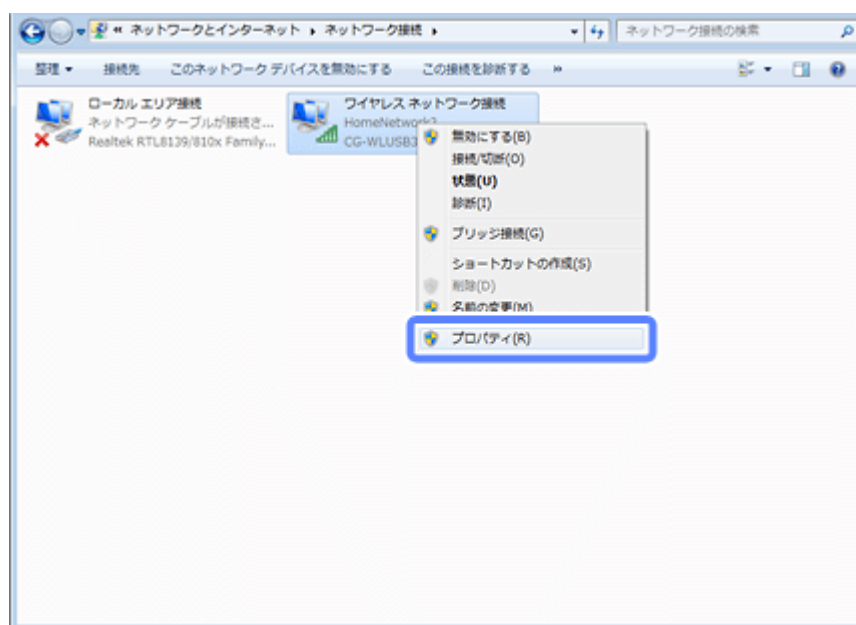 « ネットワークとインターネット ▸ ネットワーク接続 ▸
ネットワーク接続の検索
整理 ▾ 接続先 このネットワーク デバイスを無効にする この接続を診断する »
ローカル エリア接続
ネットワーク ケーブルが接続さ...
Realtek RTL8139/810x Family...
ワイヤレス ネットワーク接続
HomeNetwork2
CG-WLUSB3
無効にする(B)
接続/切断(O)
状態(U)
診断(I)
ブリッジ接続(G)
ショートカットの作成(S)
削除(D)
名前の変更(M)
プロパティ(R)